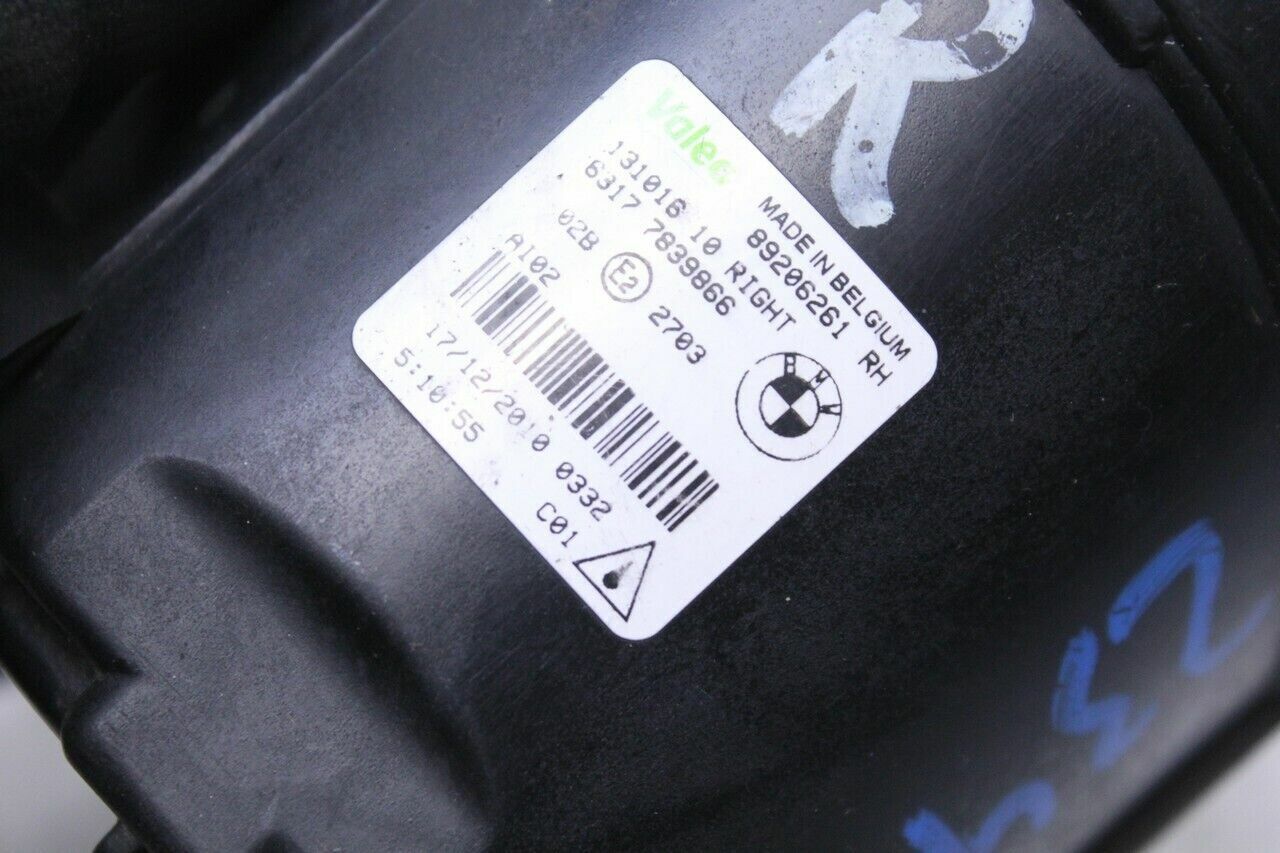 R
Valeo
MADE IN BELGIUM
89206261 RH
131016 10 RIGHT
6317 7839866
02B E2 2703
A102
BMW
17/12/2010 0332
5:10:55
C01